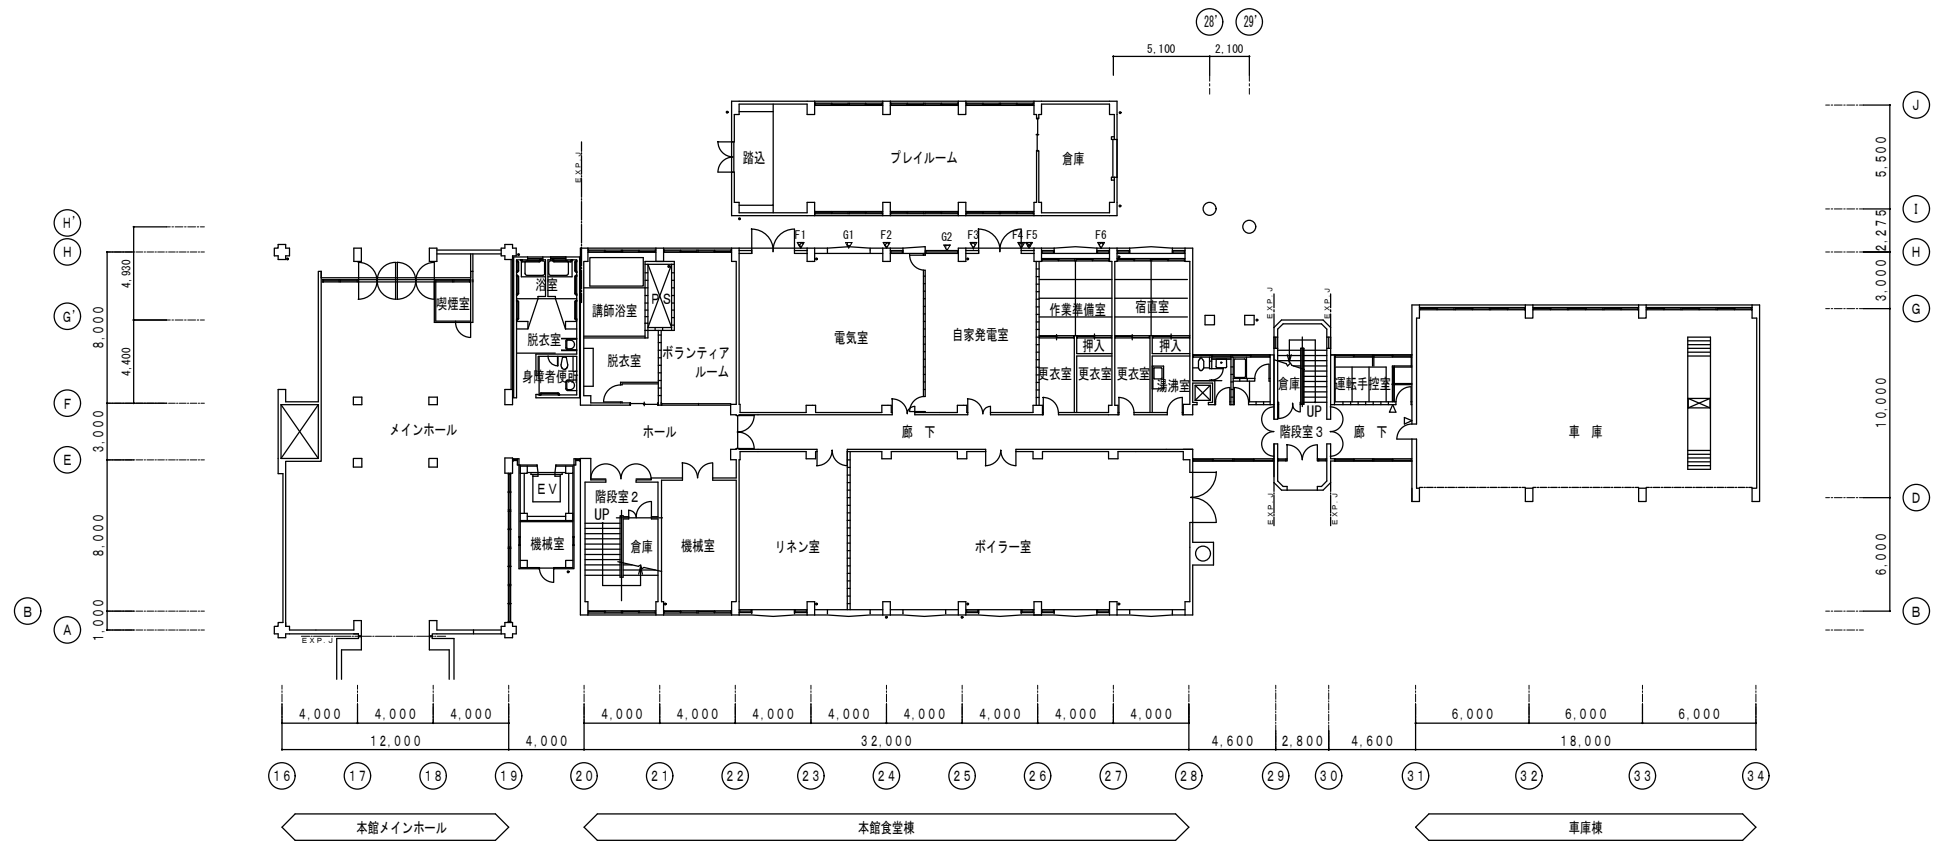 28' 29'
5,100 2,100
J
踏込 プレイルーム 倉庫
5,500
EXP.J
H' I
F1 G1 F2 G2 F3 F4 F5 F6
2,275
H H
4,930
浴室 PS
喫煙室 講師浴室 作業準備室 宿直室
3,000
EXP.J EXP.J
G' G
8,000
電気室 自家発電室
脱衣室 脱衣室 ボランティア
ルーム
押入 押入
4,400
身障者便所 更衣室 更衣室 更衣室 湯沸室 倉庫 運転手控室
F UP
10,000
3,000
メインホール ホール 廊下 階段室3 廊下 車庫
E
EV 階段室2
UP
D
EXP.J EXP.J
8,000
機械室 倉庫 機械室 リネン室 ボイラー室
6,000
B B
A
1,000
EXP.J
4,000 4,000 4,000 4,000 4,000 4,000 4,000 4,000 4,000 4,000 4,000 6,000 6,000 6,000
12,000 4,000 32,000 4,600 2,800 4,600 18,000
16 17 18 19 20 21 22 23 24 25 26 27 28 29 30 31 32 33 34
本館メインホール 本館食堂棟 車庫棟